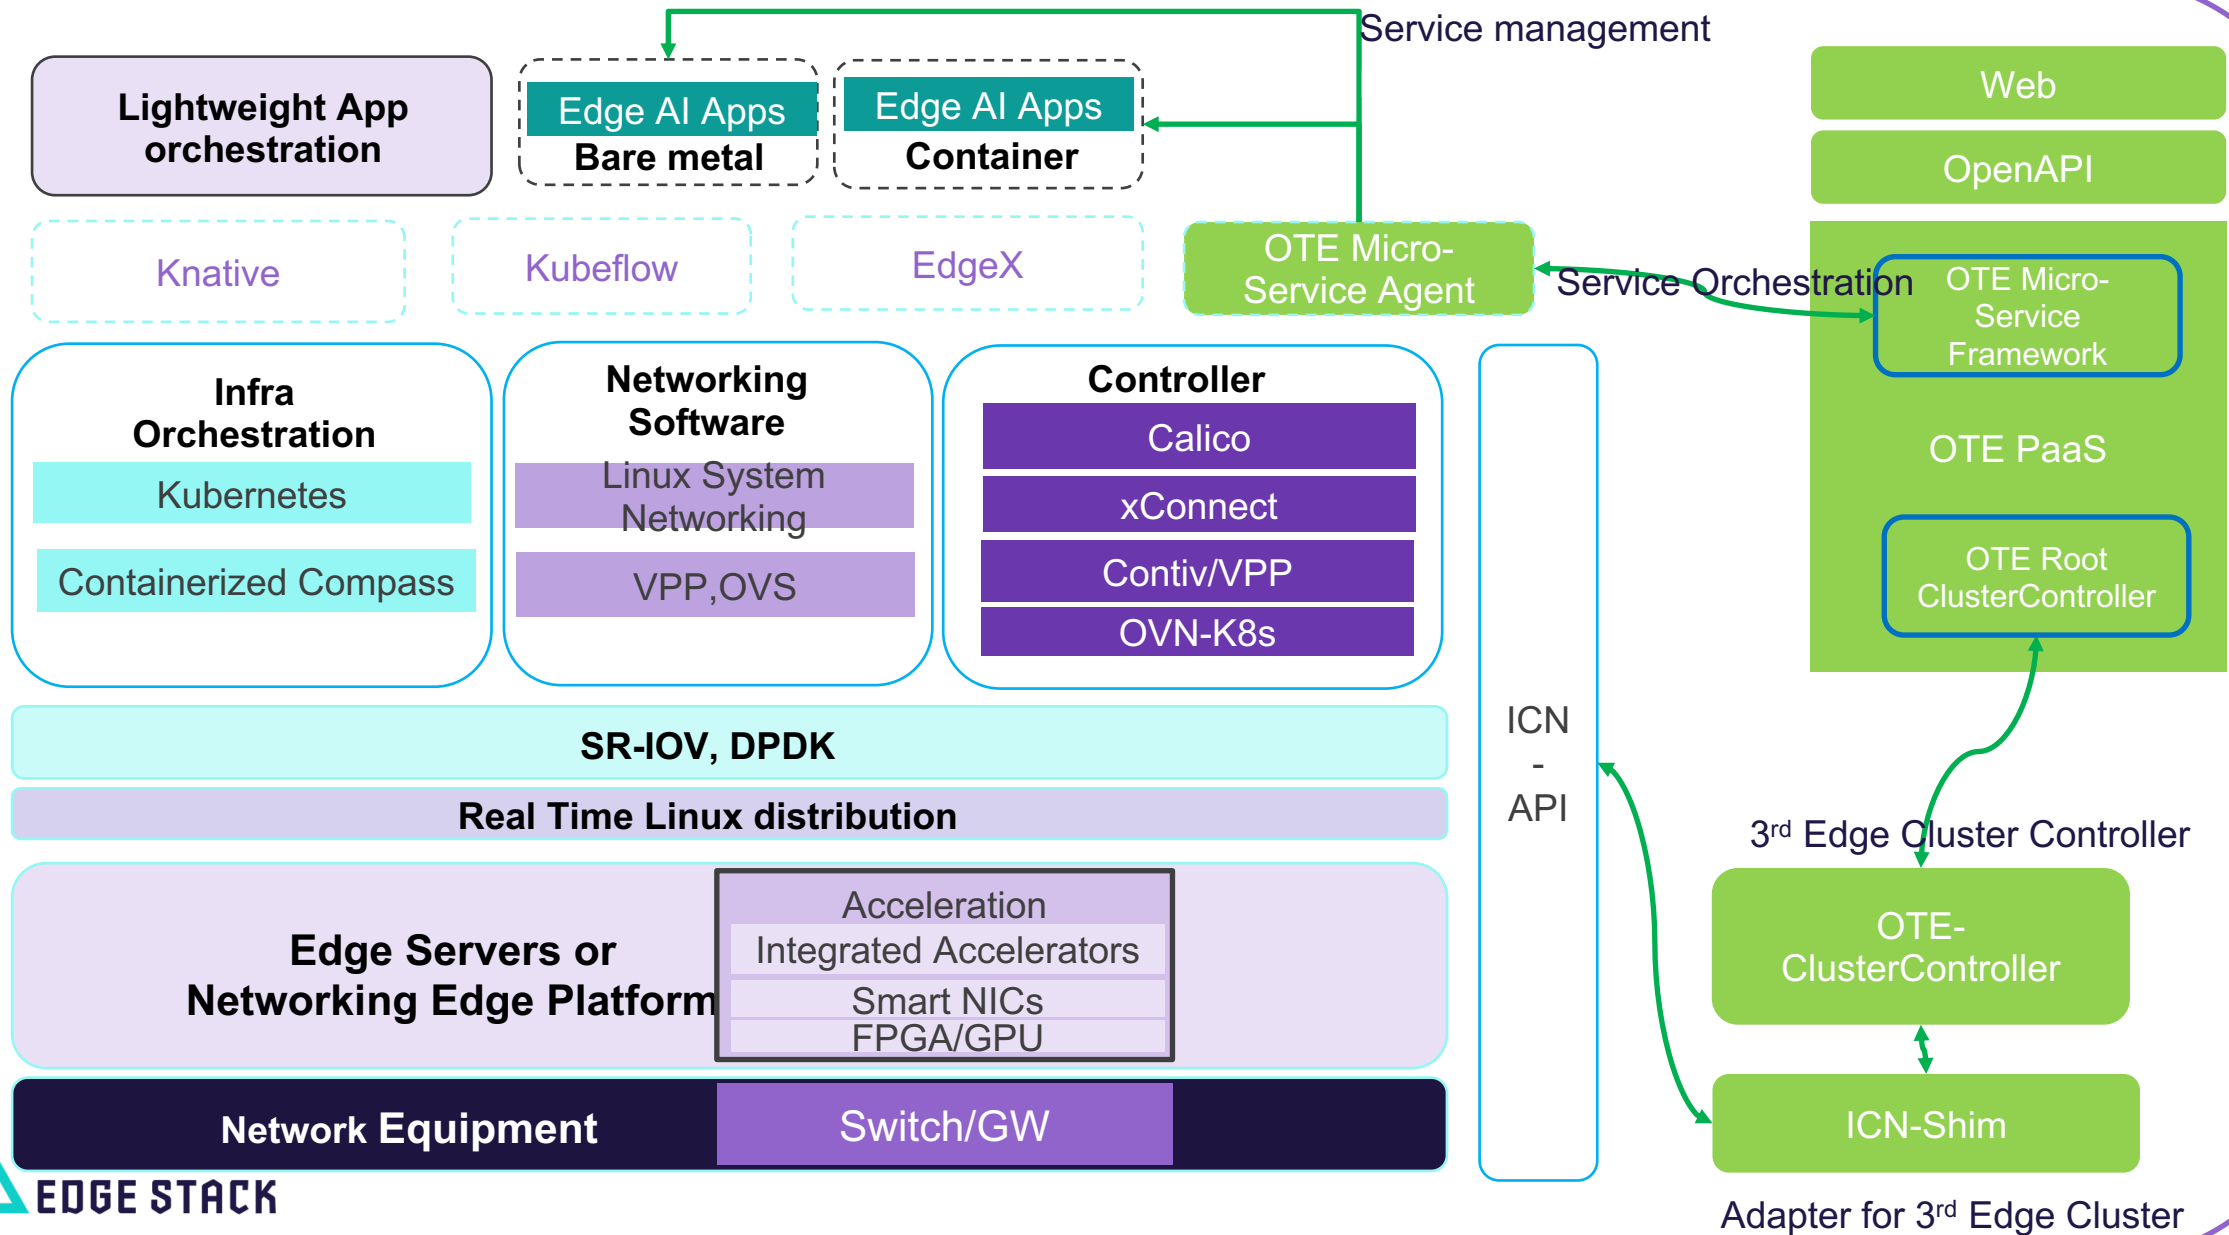 Service management
Lightweight App
orchestration
Edge AI Apps
Bare metal
Edge AI Apps
Container
Web
OpenAPI
Knative
Kubeflow
EdgeX
OTE Micro-
Service Agent
Service Orchestration
OTE Micro-
Service
Framework
OTE PaaS
OTE Root
ClusterController
Infra
Orchestration
Kubernetes
Containerized Compass
Networking
Software
Linux System
Networking
VPP,OVS
Controller
Calico
xConnect
Contiv/VPP
OVN-K8s
ICN
-
API
SR-IOV, DPDK
Real Time Linux distribution
3rd Edge Cluster Controller
Edge Servers or
Networking Edge Platform
Acceleration
Integrated Accelerators
Smart NICs
FPGA/GPU
OTE-
ClusterController
Network Equipment
Switch/GW
ICN-Shim
EDGE STACK
Adapter for 3rd Edge Cluster